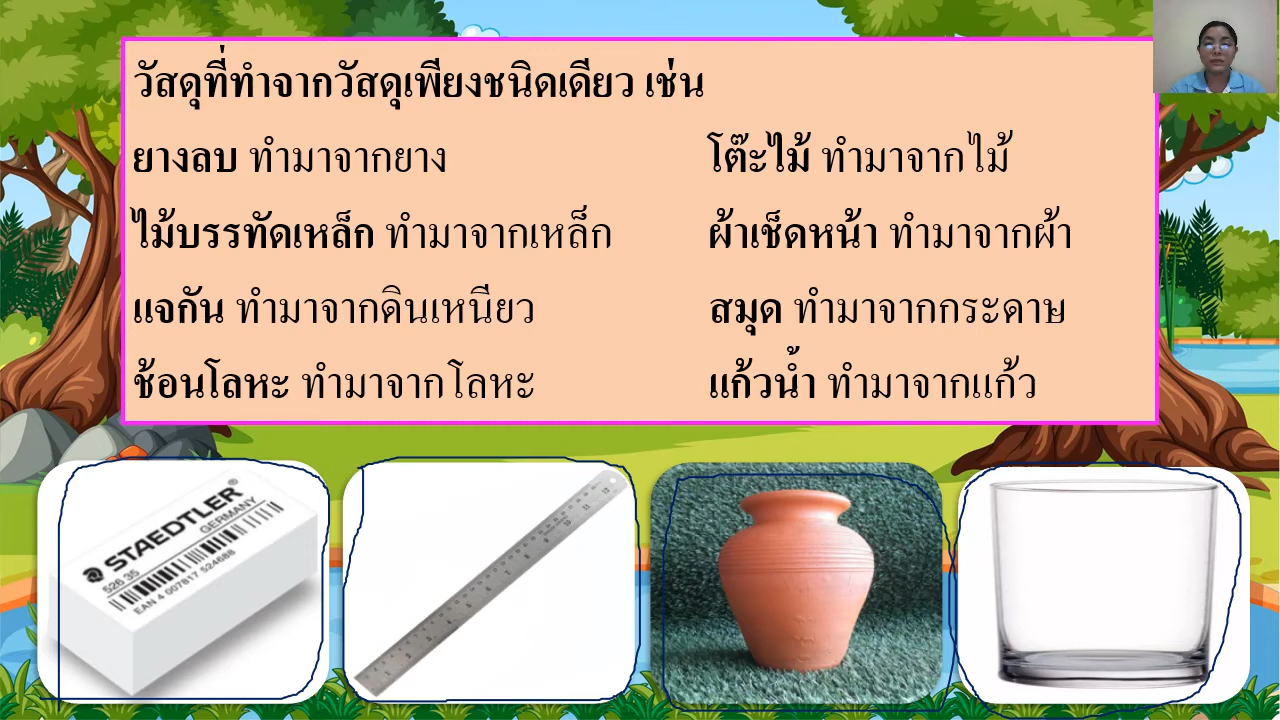 วัสดุที่ทำจากวัสดุเพียงชนิดเดียว เช่น
ยางลบ ทำมาจากยาง
โต๊ะไม้ ทำมาจากไม้
ไม้บรรทัดเหล็ก ทำมาจากเหล็ก
ผ้าเช็ดหน้า ทำมาจากผ้า
แจกัน ทำมาจากดินเหนียว
สมุด ทำมาจากกระดาษ
ช้อนโลหะ ทำมาจากโลหะ
แก้วน้ำ ทำมาจากแก้ว
STAEDTLER®
GERMANY
526 35
EAN 4 007817 524688